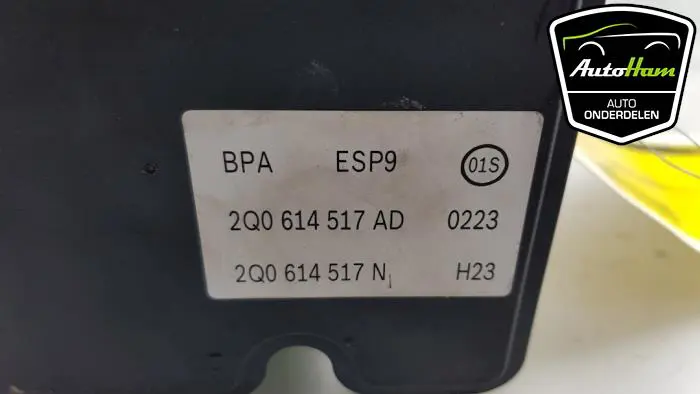 AutoHam
AUTO
ONDERDELEN
BPA ESP9 01S
2Q0 614 517 AD 0223
2Q0 614 517 N H23